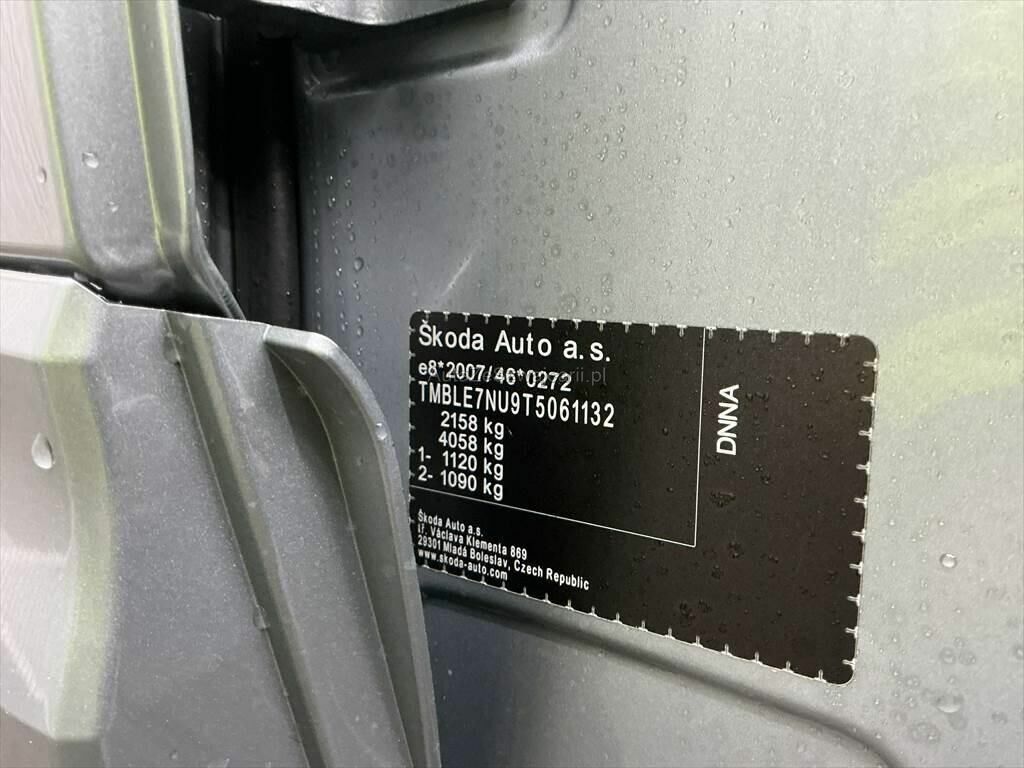 Škoda Auto a.s.
e8*2007/46*0272
TMBLE7NU9T5061132
2158 kg
4058 kg
1- 1120 kg
2- 1090 kg
DNNA
Škoda Auto a.s.
tř. Václava Klementa 869
29301 Mladá Boleslav, Czech Republic
www.skoda-auto.com